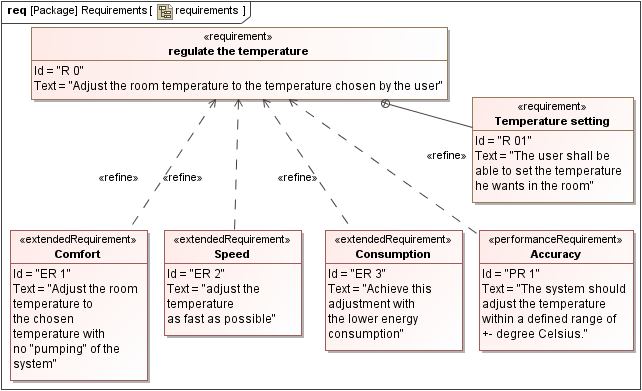 req [Package] Requirements [ requirements ]
«requirement»
regulate the temperature
Id = "R 0"
Text = "Adjust the room temperature to the temperature chosen by the user"
«requirement»
Temperature setting
Id = "R 01"
Text = "The user shall be
able to set the temperature
he wants in the room"
«refine»
«refine»
«refine»
«refine»
«extendedRequirement»
Comfort
Id = "ER 1"
Text = "Adjust the room
temperature to
the chosen
temperature with
no "pumping" of the
system"
«extendedRequirement»
Speed
Id = "ER 2"
Text = "adjust the
temperature
as fast as possible"
«extendedRequirement»
Consumption
Id = "ER 3"
Text = "Achieve this
adjustment with
the lower energy
consumption"
«performanceRequirement»
Accuracy
Id = "PR 1"
Text = "The system should
adjust the temperature
within a defined range of
+- degree Celsius."